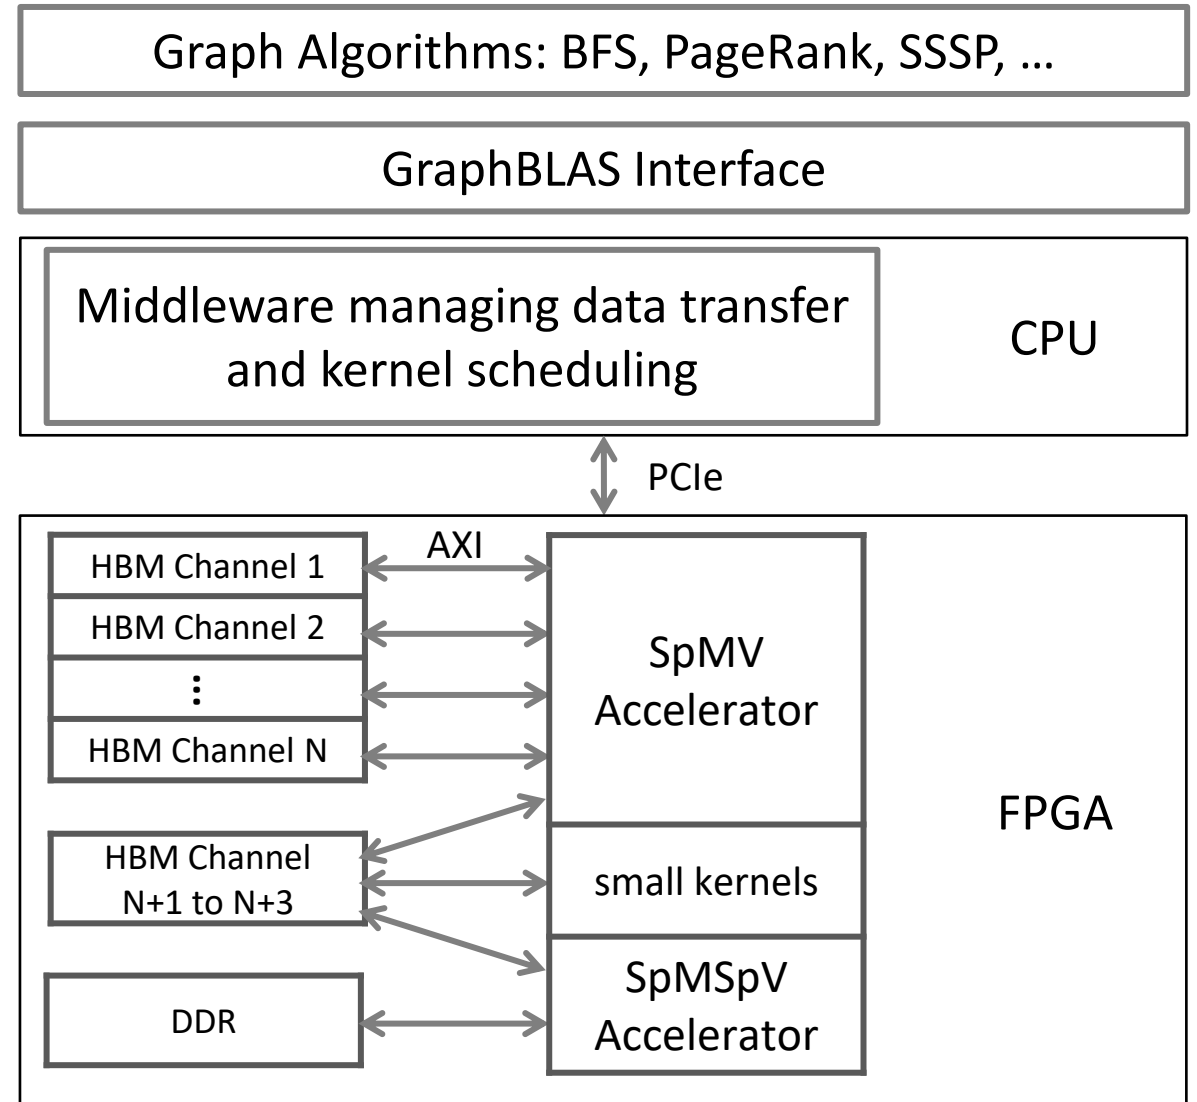 Graph Algorithms: BFS, PageRank, SSSP, ...
GraphBLAS Interface
Middleware managing data transfer
and kernel scheduling
CPU
PCIe
HBM Channel 1
AXI
HBM Channel 2
⋮
HBM Channel N
SpMV
Accelerator
FPGA
HBM Channel
N+1 to N+3
small kernels
SpMSpV
Accelerator
DDR